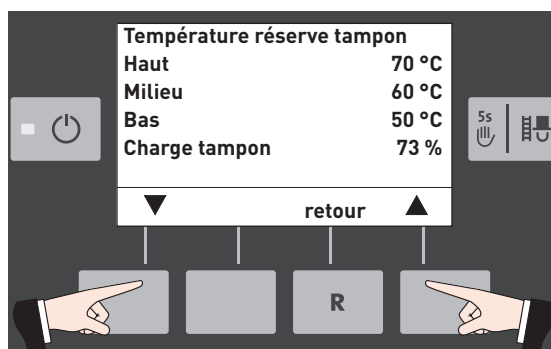 Température réserve tampon
Haut 70 °C
Milieu 60 °C
Bas 50 °C
Charge tampon 73 %
5s
retour
R